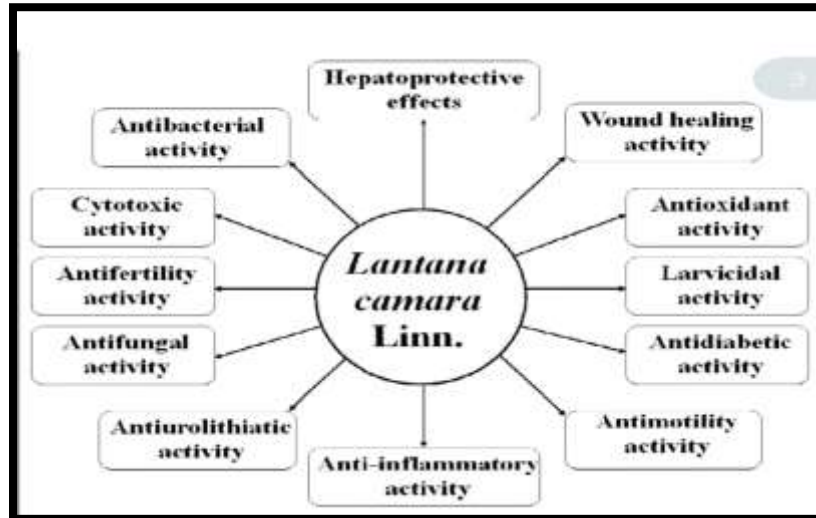 Hepatoprotective
effects
Wound healing
activity
Antioxidant
activity
Larvicidal
activity
Antidiabetic
activity
Antimotility
activity
Anti-inflammatory
activity
Antiurolithiatic
activity
Antifungal
activity
Antifertility
activity
Cytotoxic
activity
Antibacterial
activity
Lantana
camara
Linn.